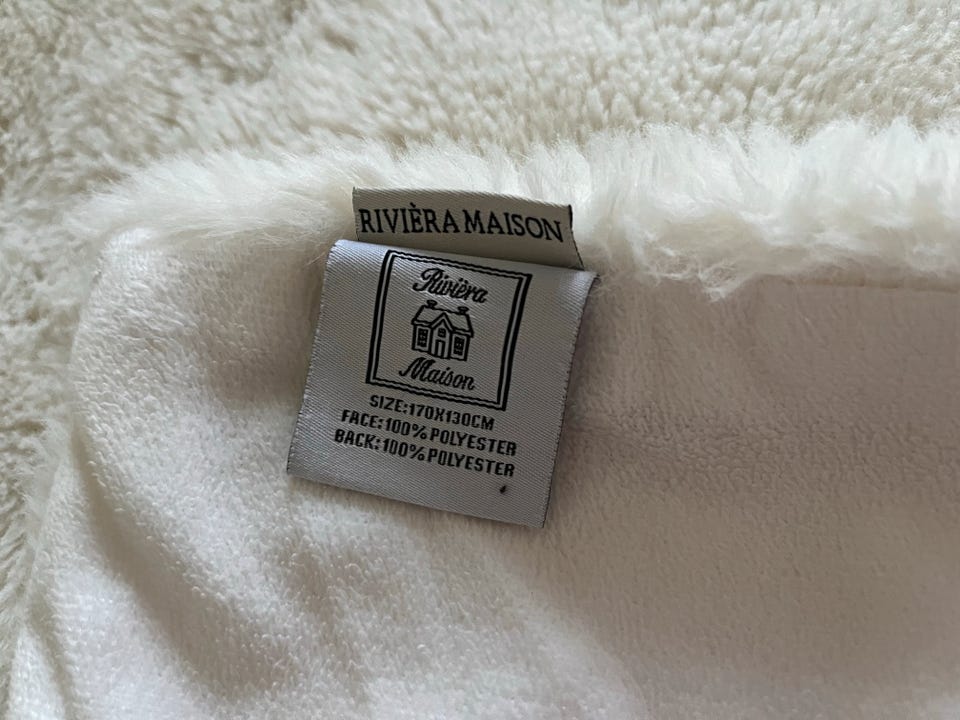 RIVIÈRA MAISON
Rivièra
Maison
SIZE:170X130CM
FACE:100% POLYESTER
BACK:100% POLYESTER